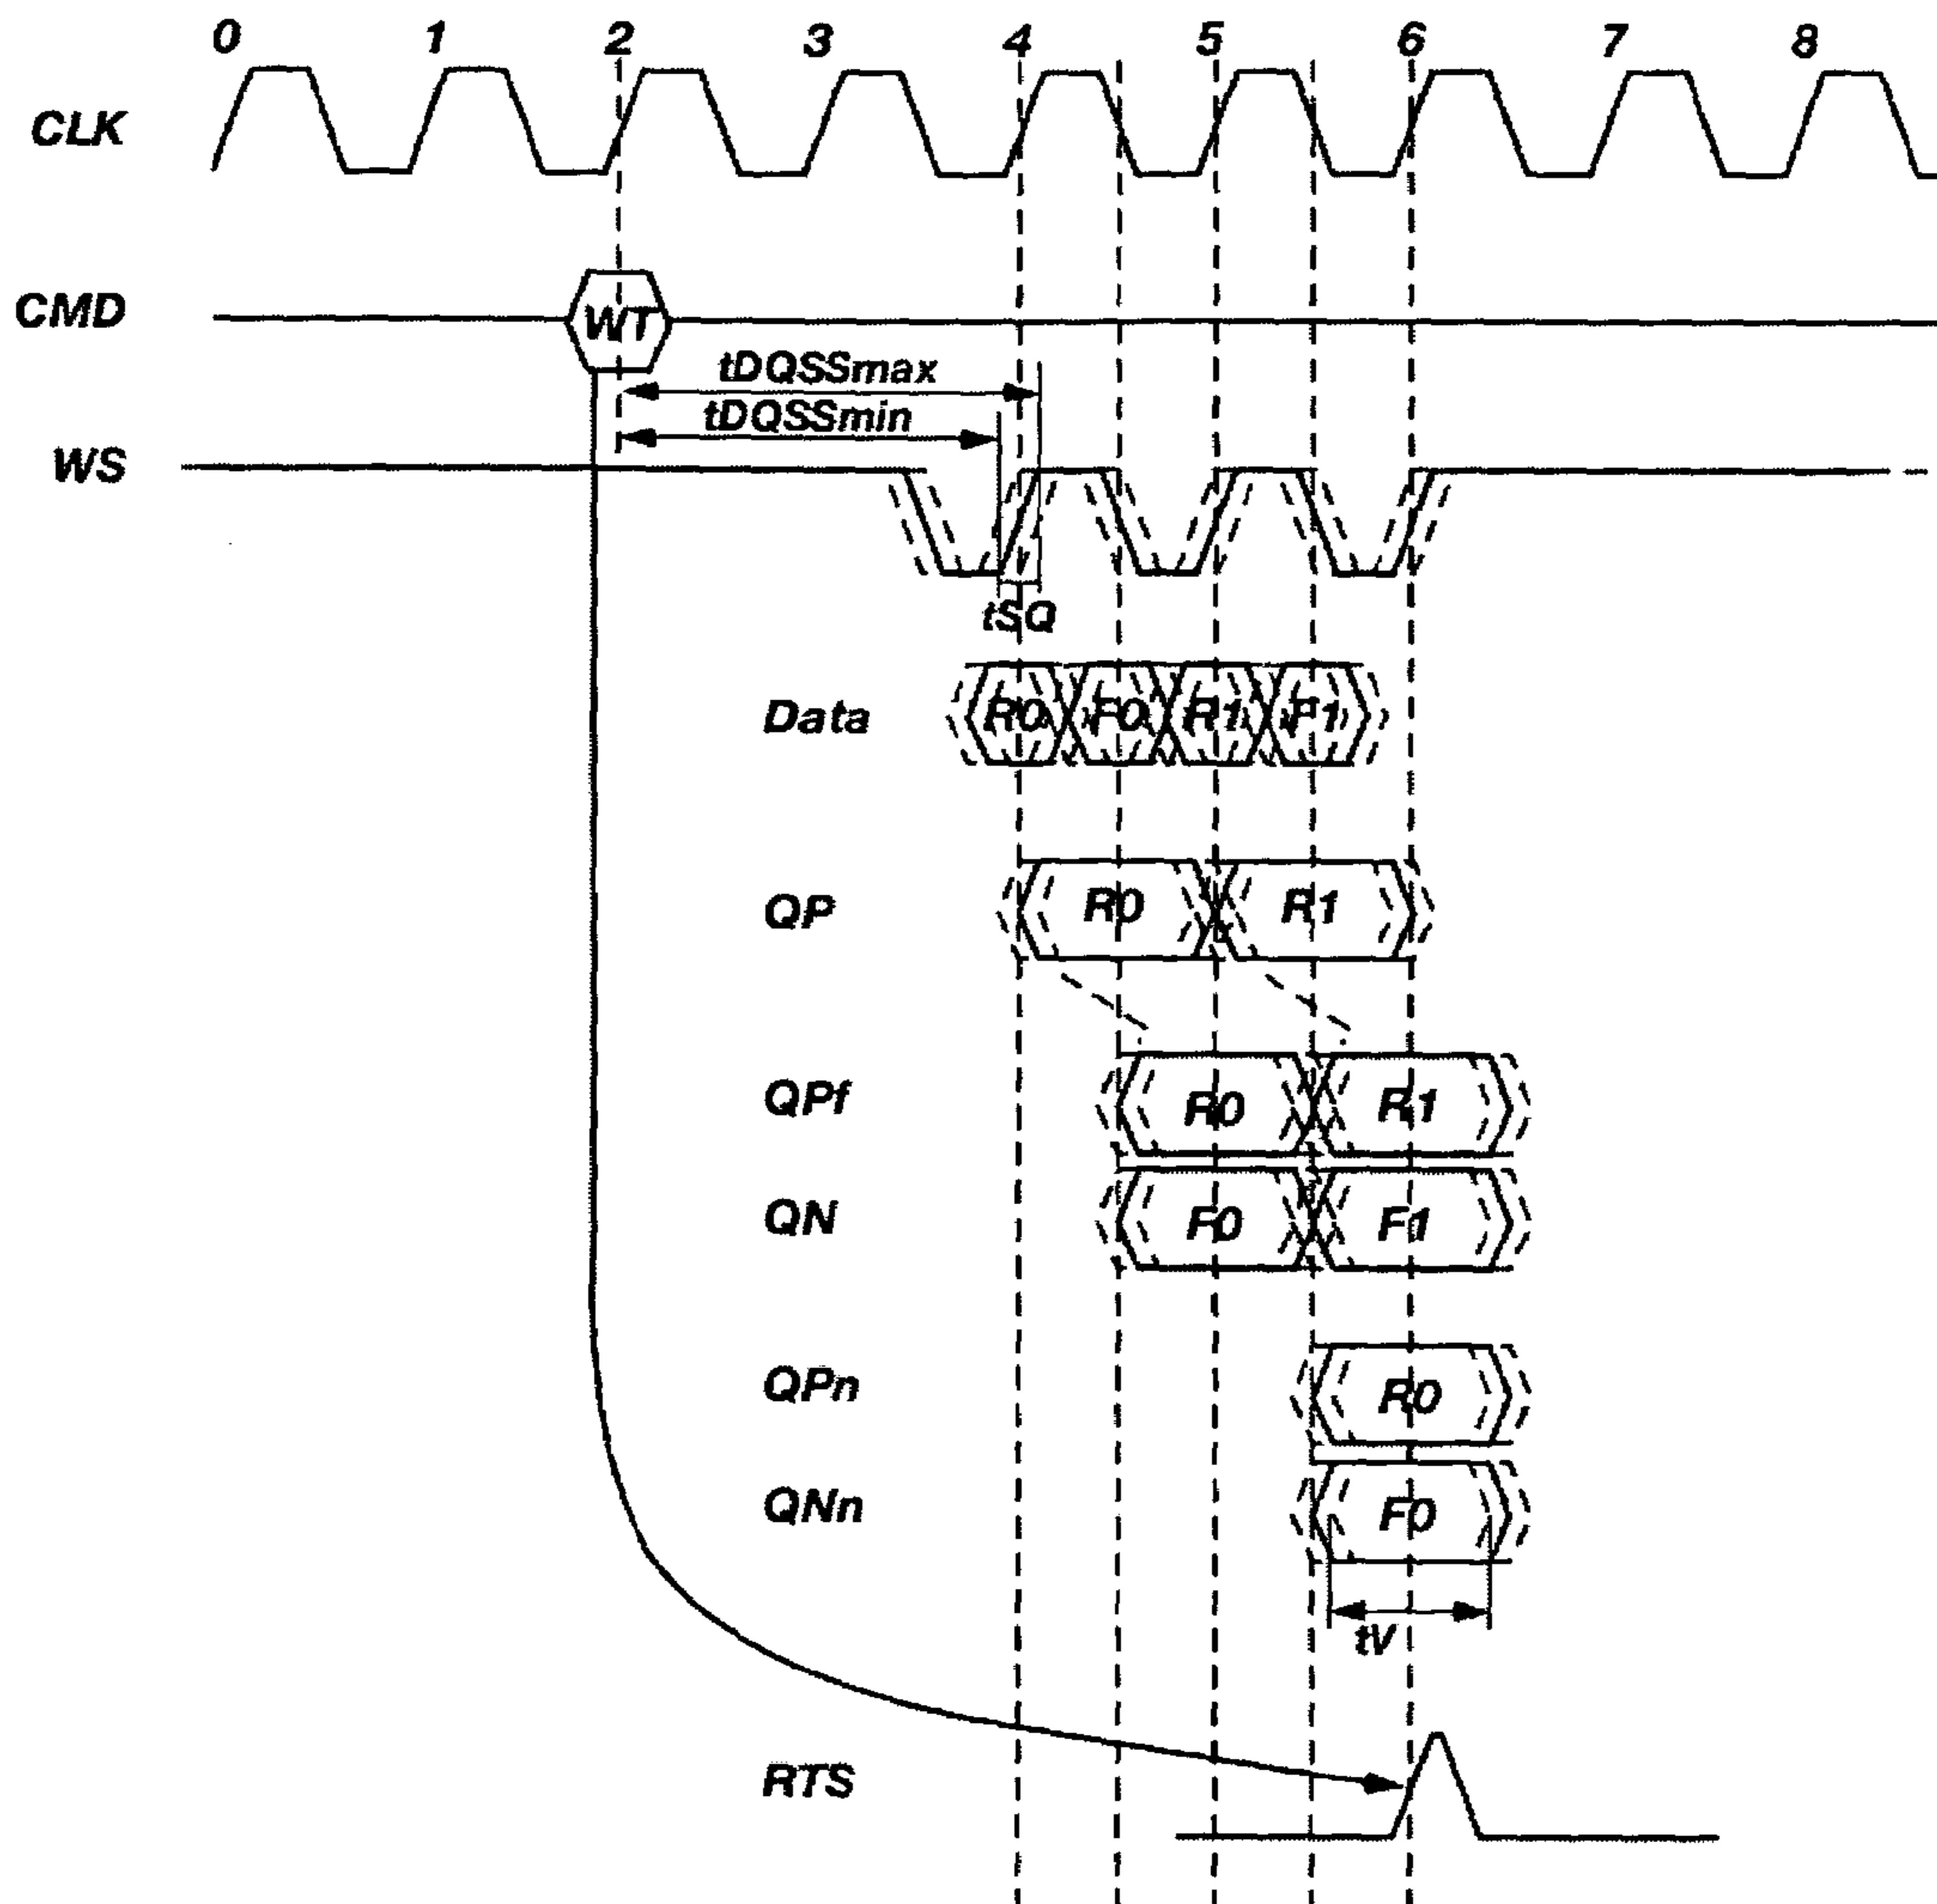 0 1 2 3 4 5 6 7 8
CLK
CMD WT
tDQSSmax
tDQSSmin
WS
tSQ
Data R0 F0 R1 F1
QP R0 R1
QPf R0 R1
QN F0 F1
QPn R0
QNn F0
tV
RTS